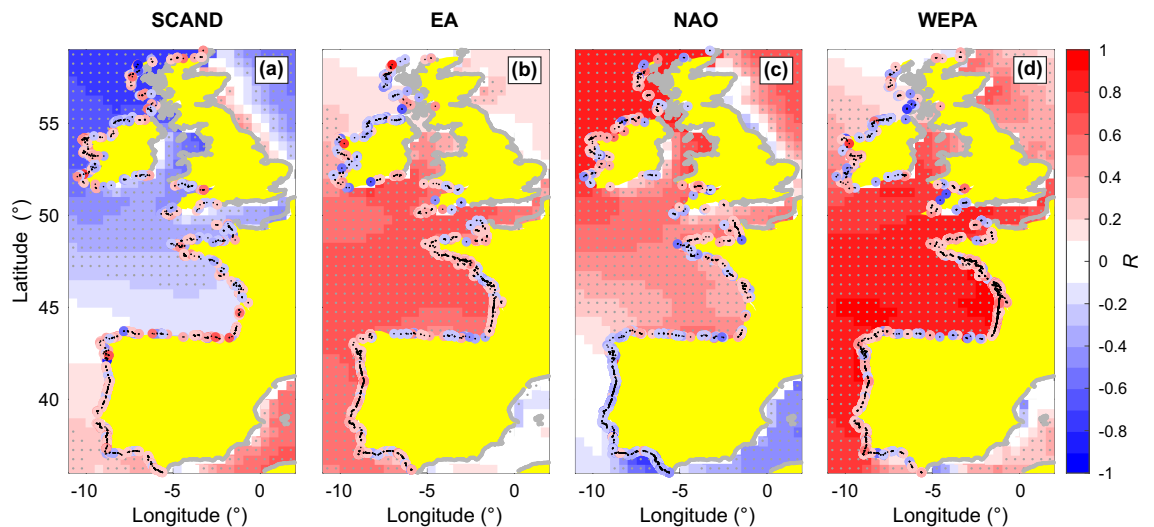 SCAND
EA
NAO
WEPA
(a)
(b)
(c)
(d)
Latitude (°)
55
50
45
40
-10
-5
0
-10
-5
0
-10
-5
0
-10
-5
0
Longitude (°)
Longitude (°)
Longitude (°)
Longitude (°)
1
0.8
0.6
0.4
0.2
0
-0.2
-0.4
-0.6
-0.8
-1
R